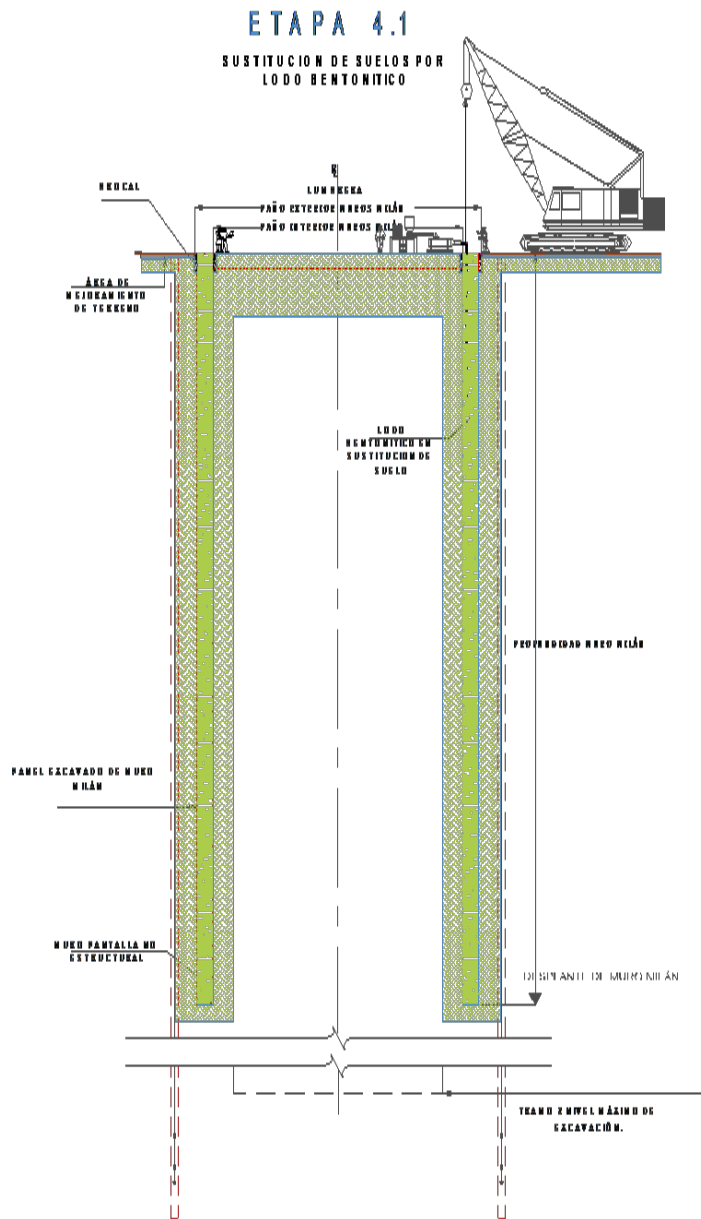 ETAPA 4.1
SUSTITUCION DE SUELOS POR
LODO BENTONITICO
BROCAL
LUMBRERA
PAÑO EXTERIOR MUROS MILÁN
PAÑO INTERIOR MUROS MILÁN
ÁREA DE
MEJORAMIENTO
DE TERRENO
LODO
BENTONITICO EN
SUSTITUCION DE
SUELO
PROFUNDIDAD MURO MILÁN
PANEL EXCAVADO DE MURO
MILÁN
MURO PANTALLA NO
ESTRUCTURAL
DESPLANTE DE MURO MILÁN
TRAMO 2 NIVEL MÁXIMO DE
EXCAVACIÓN.